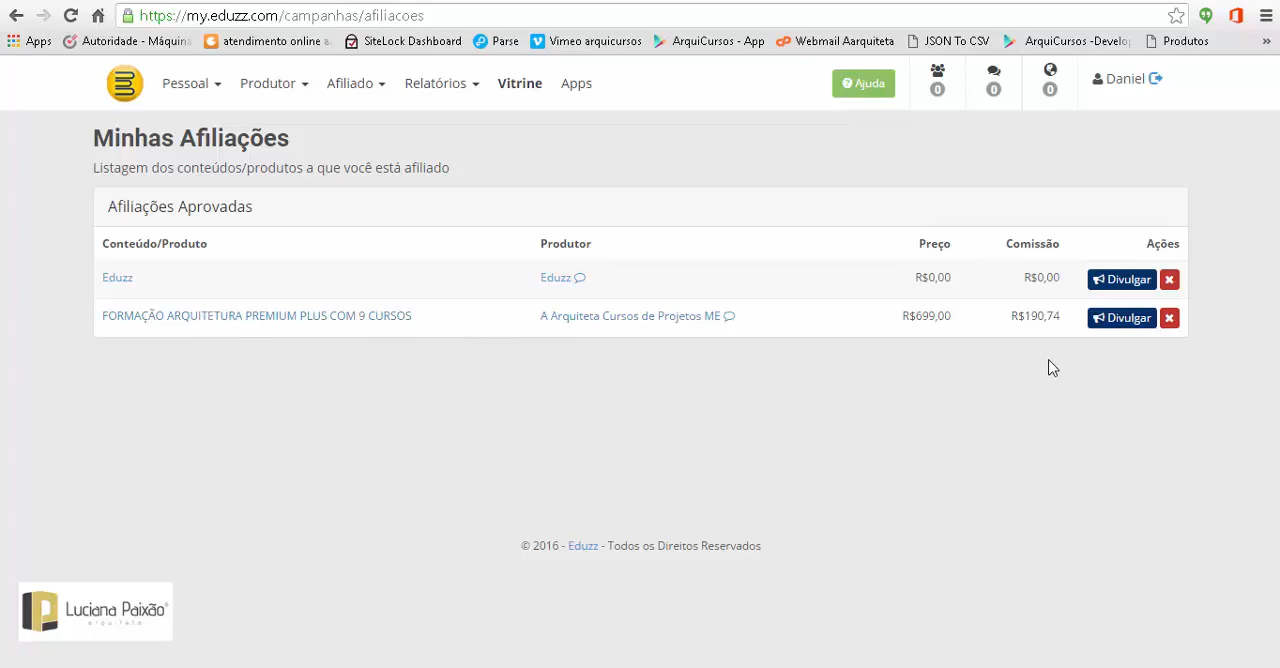 https://my.eduzz.com/campanhas/afiliacoes
Apps Autoridade - Máquina atendimento online a SiteLock Dashboard Parse Vimeo arquicursos ArquiCursos - App Webmail Aarquiteta JSON To CSV ArquiCursos -Develop Produtos »
Pessoal Produtor Afiliado Relatórios Vitrine Apps Ajuda 0 0 0 Daniel
Minhas Afiliações
Listagem dos conteúdos/produtos a que você está afiliado
Afiliações Aprovadas
Conteúdo/Produto Produtor Preço Comissão Ações
Eduzz Eduzz R$0,00 R$0,00 Divulgar
FORMAÇÃO ARQUITETURA PREMIUM PLUS COM 9 CURSOS A Arquiteta Cursos de Projetos ME R$699,00 R$190,74 Divulgar
© 2016 - Eduzz - Todos os Direitos Reservados
Luciana Paixão
arquiteta